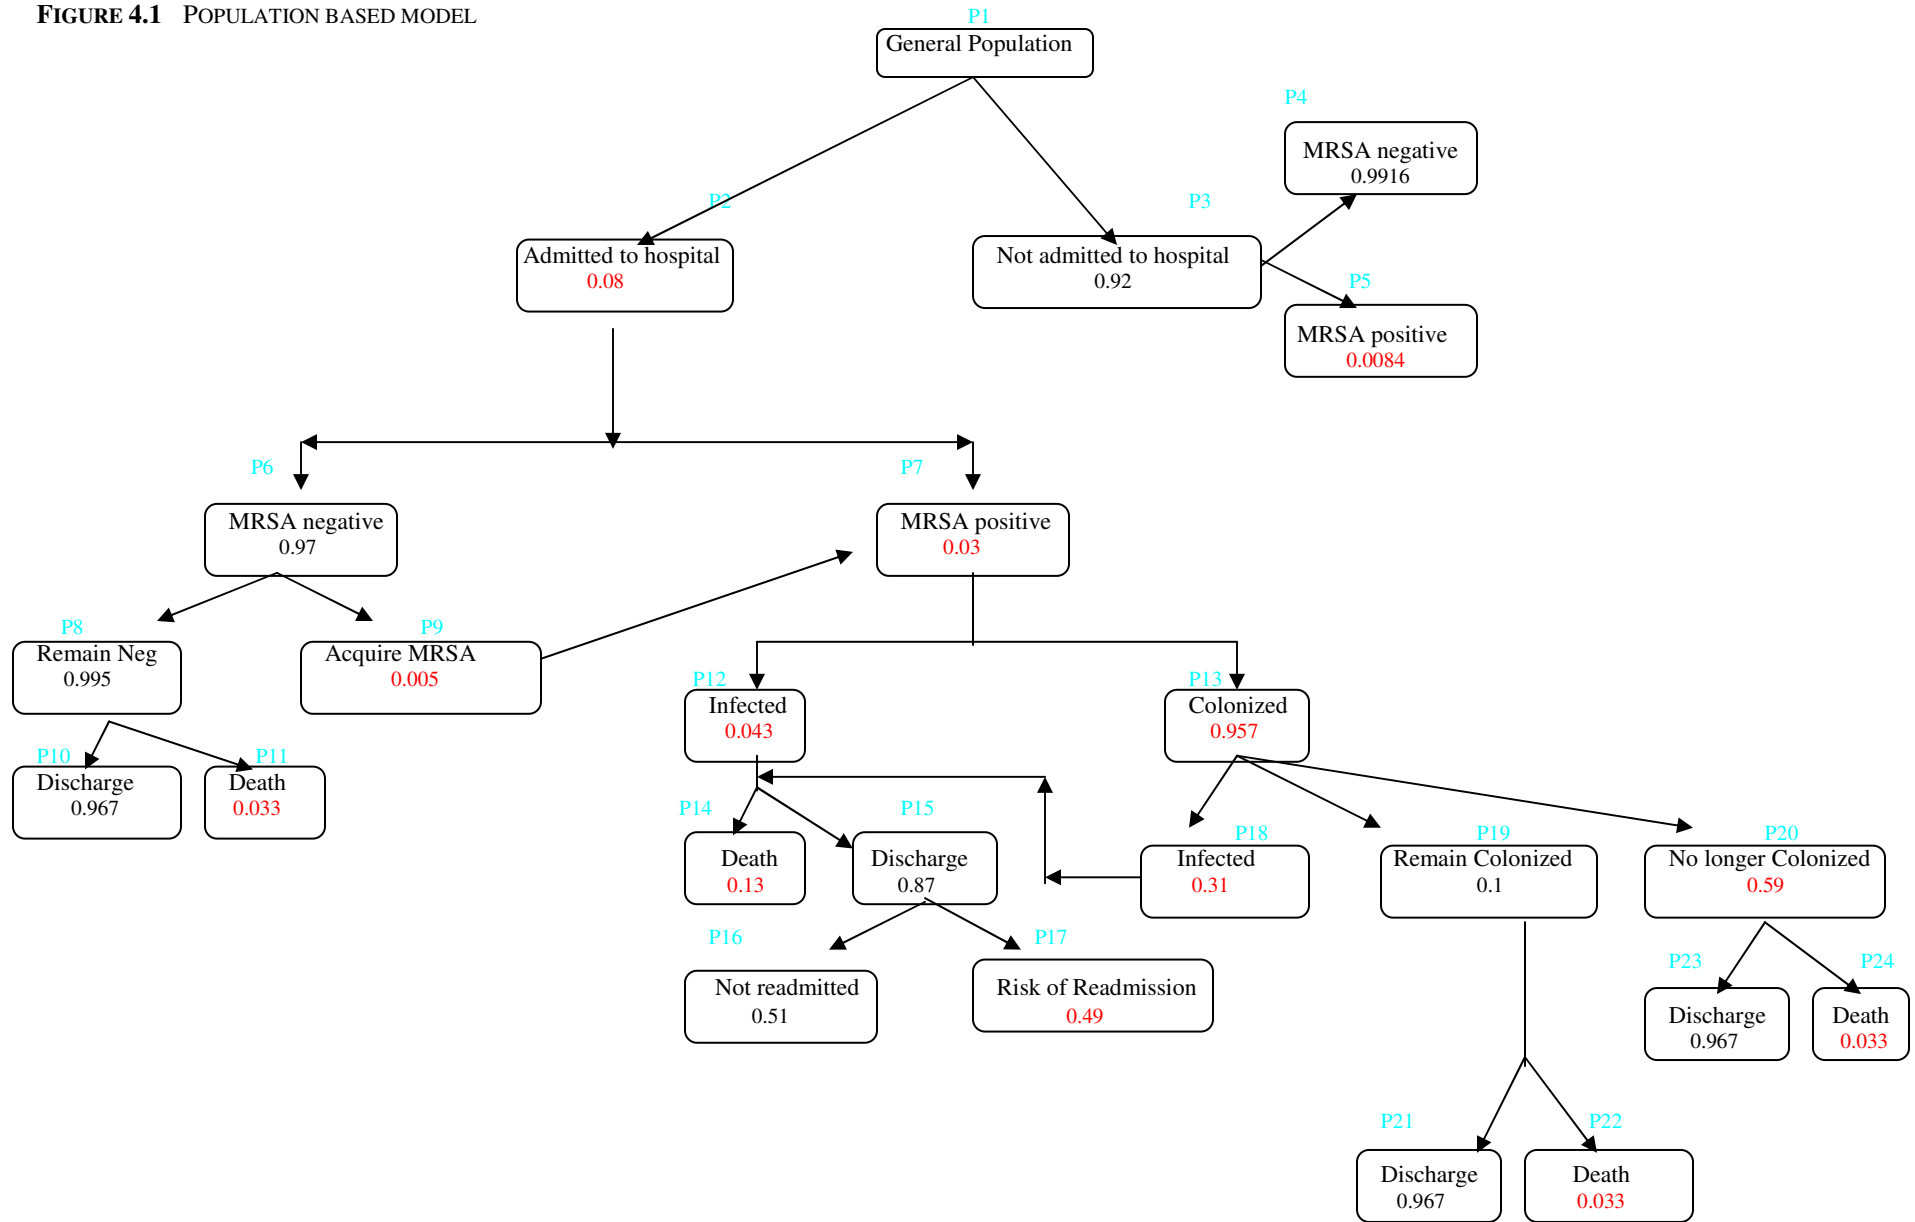 FIGURE 4.1 POPULATION BASED MODEL
P1
General Population
P4
MRSA negative
0.9916
P2
P3
Admitted to hospital
0.08
Not admitted to hospital
0.92
P5
MRSA positive
0.0084
P6
P7
MRSA negative
0.97
MRSA positive
0.03
P8
P9
Remain Neg
0.995
Acquire MRSA
0.005
P12
P13
Infected
0.043
Colonized
0.957
P10
P11
Discharge
0.967
Death
0.033
P14
P15
P18
P19
P20
Death
0.13
Discharge
0.87
Infected
0.31
Remain Colonized
0.1
No longer Colonized
0.59
P16
P17
Not readmitted
0.51
Risk of Readmission
0.49
P23
P24
Discharge
0.967
Death
0.033
P21
P22
Discharge
0.967
Death
0.033